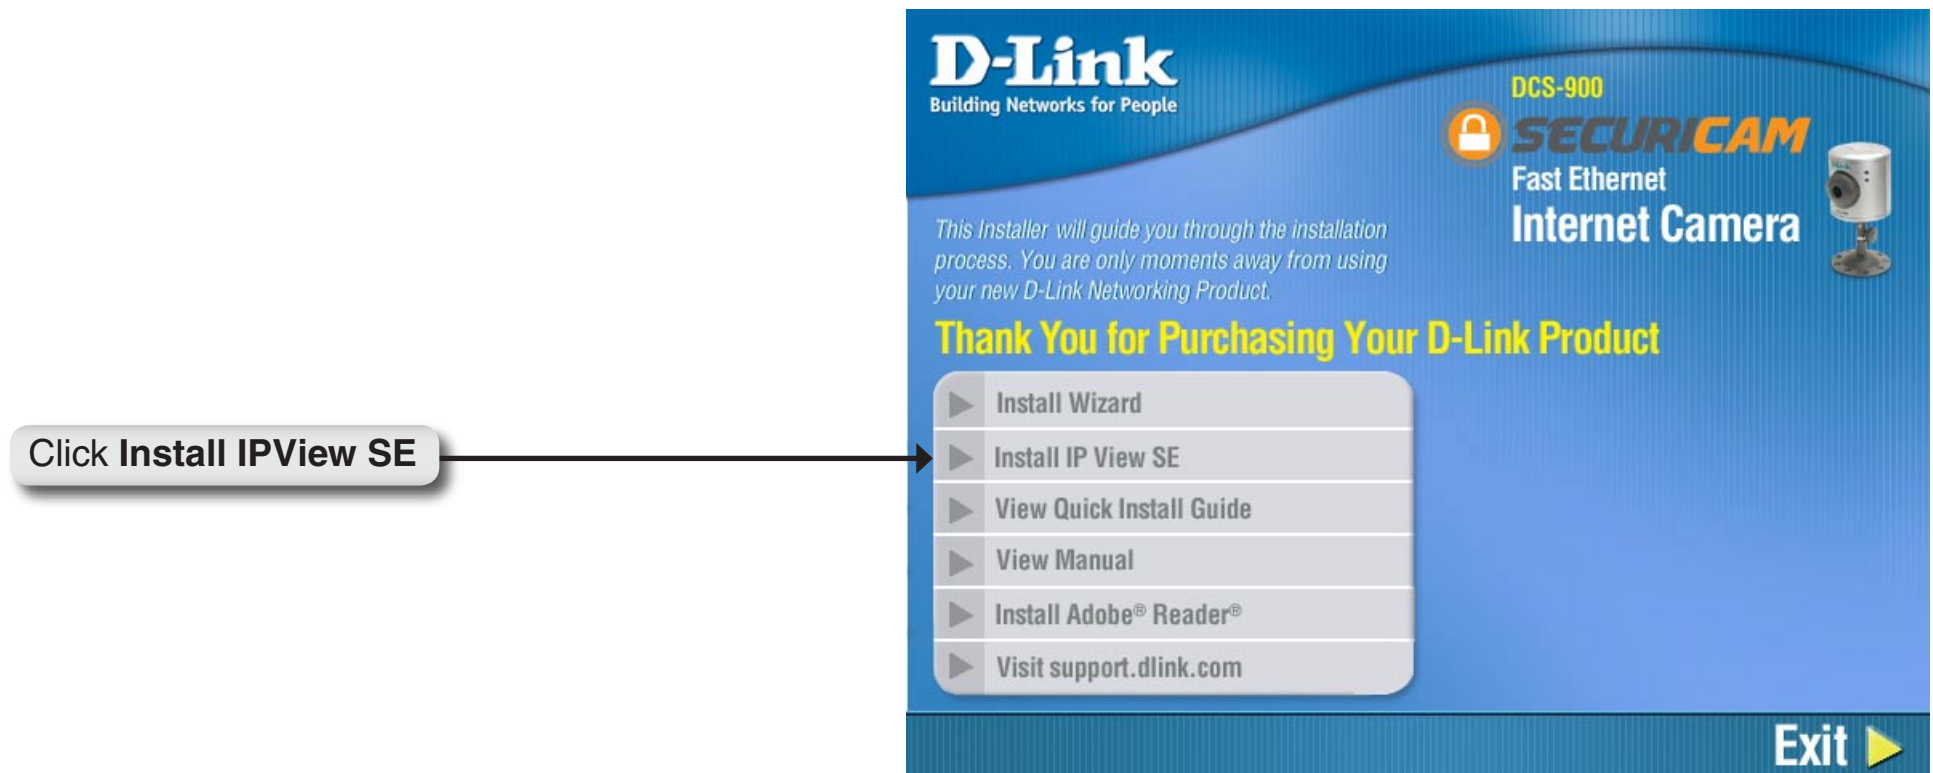 D-Link
Building Networks for People
DCS-900
SECURICAM
Fast Ethernet
Internet Camera
This Installer will guide you through the installation
process. You are only moments away from using
your new D-Link Networking Product.
Thank You for Purchasing Your D-Link Product
Install Wizard
Click Install IPView SE
Install IP View SE
View Quick Install Guide
View Manual
Install Adobe® Reader®
Visit support.dlink.com
Exit